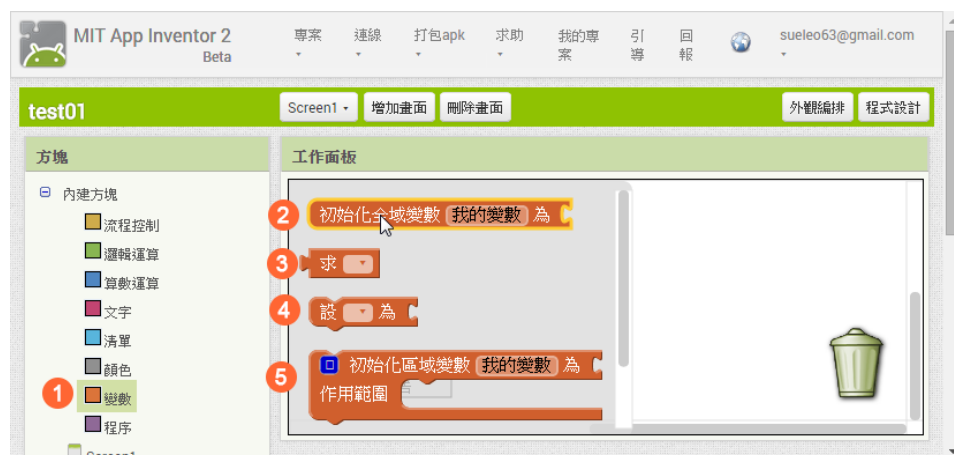 MIT App Inventor 2
Beta
專案 連線 打包apk 求助 我的專案 引導 回報 sueleo63@gmail.com
test01 Screen1 增加畫面 刪除畫面 外觀編排 程式設計
方塊 工作面板
內建方塊
流程控制
邏輯運算
算數運算
文字
清單
顏色
1 變數
程序
Screen1
2 初始化全域變數 我的變數 為
3 求
4 設 為
5 初始化區域變數 我的變數 為
作用範圍